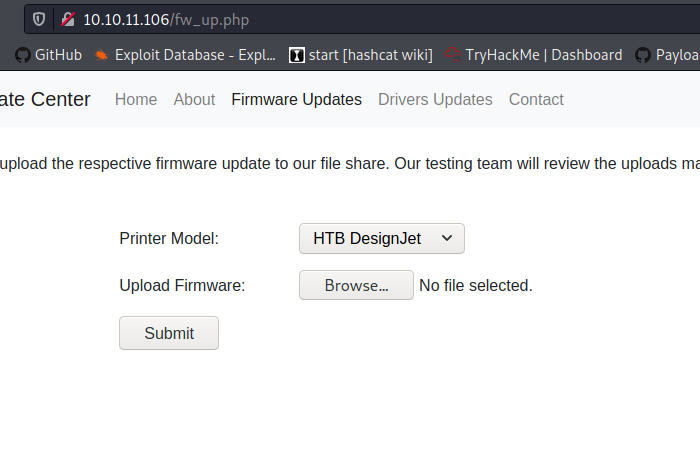 10.10.11.106/fw_up.php
GitHub Exploit Database - Expl... start [hashcat wiki] TryHackMe | Dashboard Payloa
ate Center Home About Firmware Updates Drivers Updates Contact
upload the respective firmware update to our file share. Our testing team will review the uploads ma
Printer Model: HTB DesignJet
Upload Firmware: Browse... No file selected.
Submit